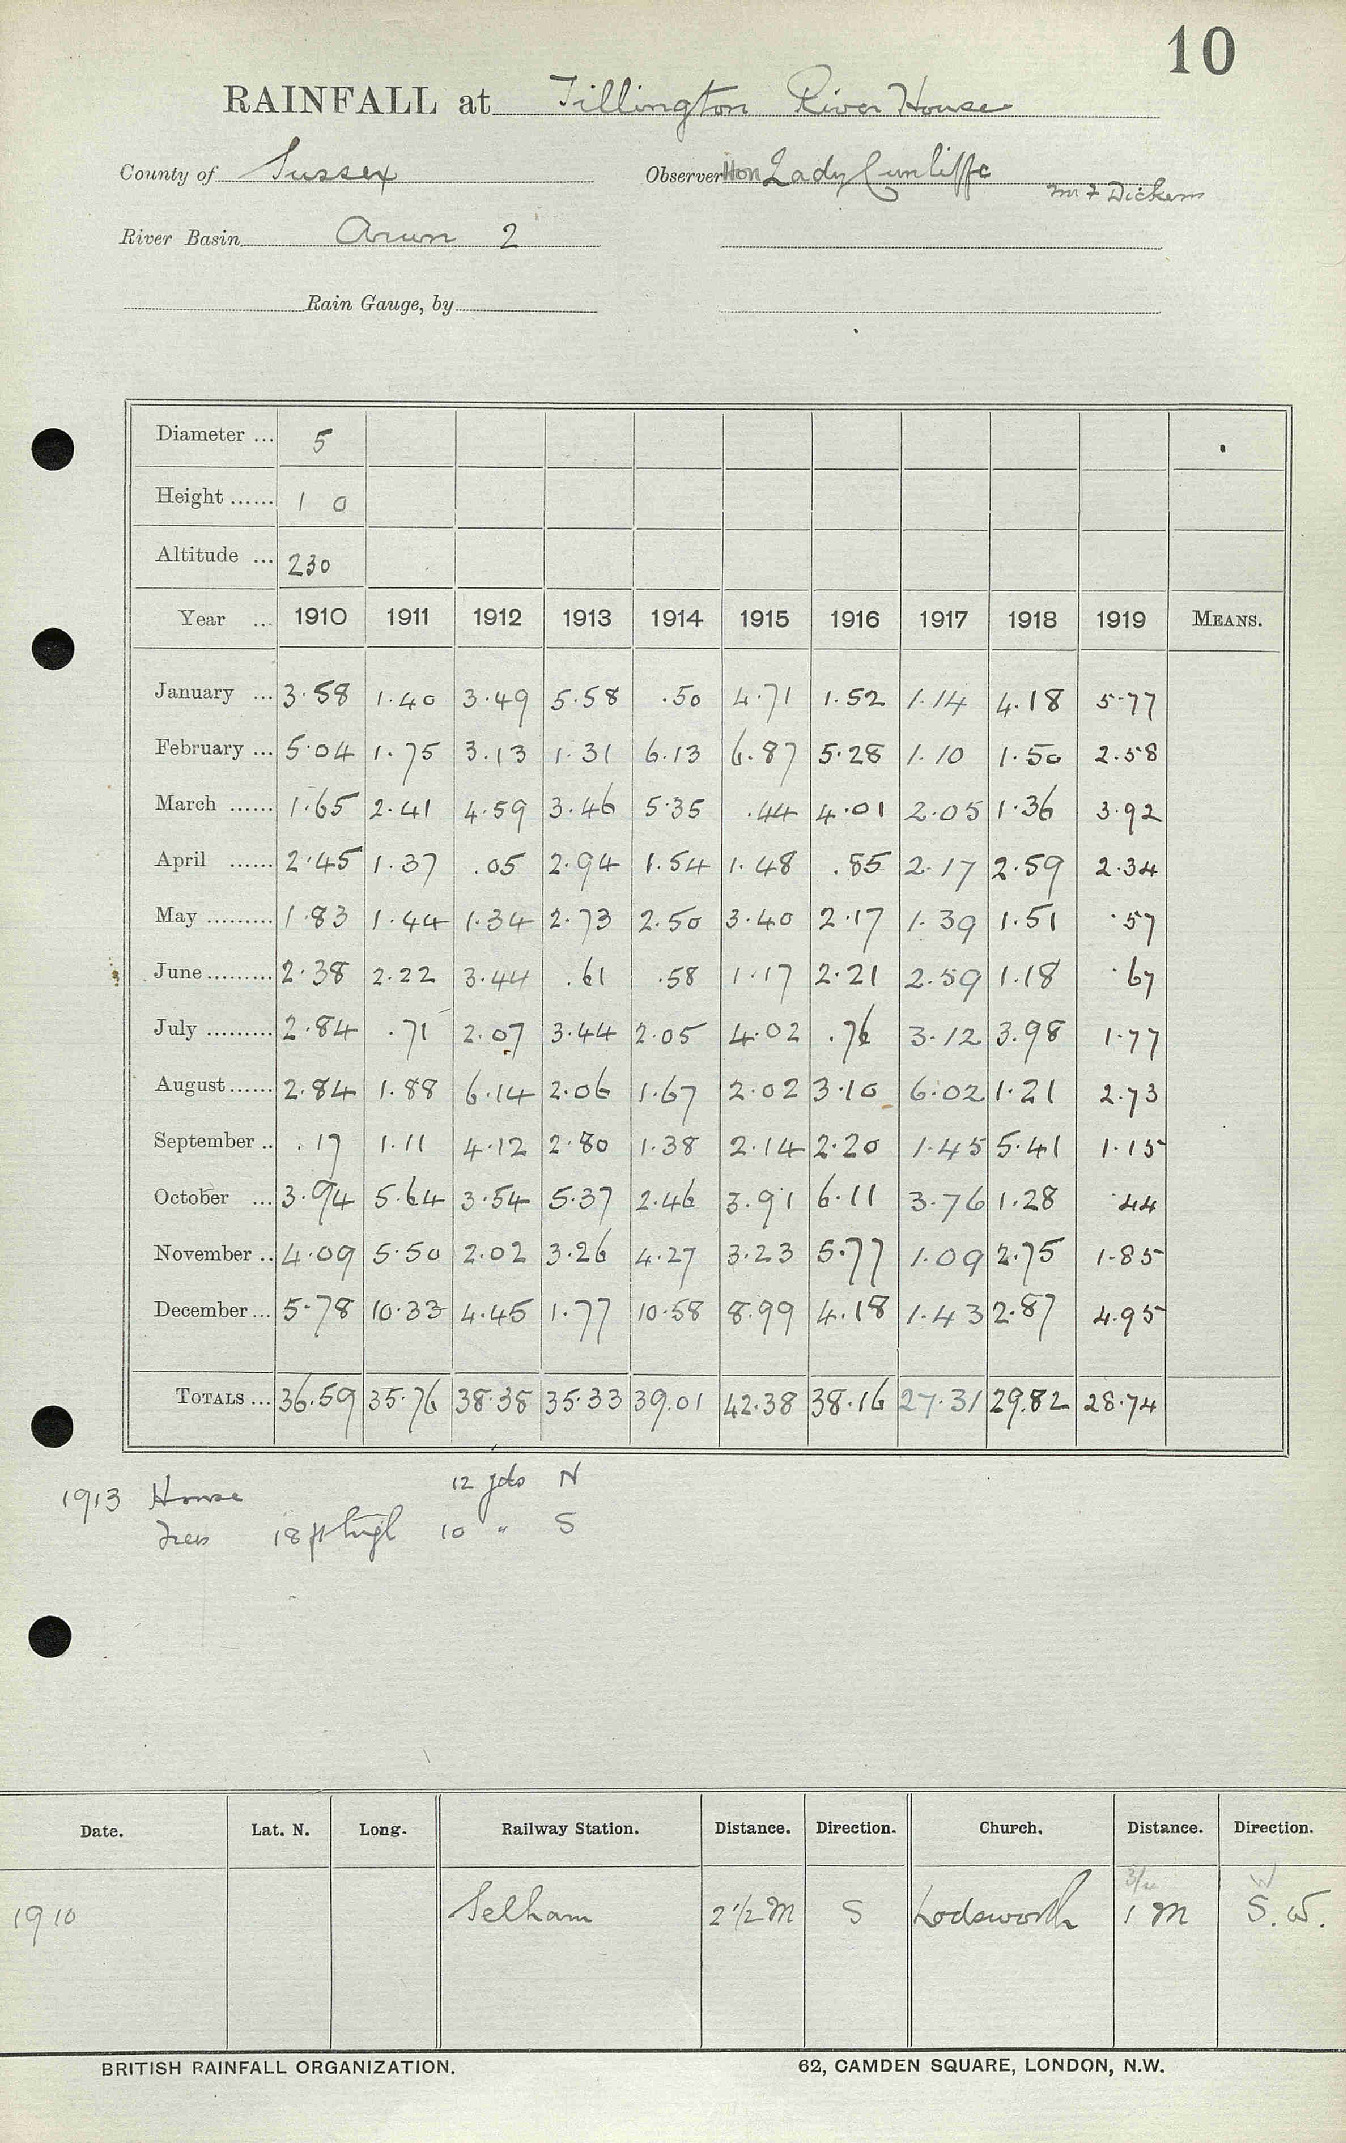 10
RAINFALL at Tillington River House
County of Sussex Observer Hon Lady Cunliffe
Mr F Dickens
River Basin Arun 2
Rain Gauge, by
Diameter ... 5
Height ...... 1 0
Altitude ... 230
Year ... 1910 1911 1912 1913 1914 1915 1916 1917 1918 1919 MEANS.
January ... 3.58 1.40 3.49 5.58 .50 4.71 1.52 1.14 4.18 5.77
February ... 5.04 1.75 3.13 1.31 6.13 6.87 5.28 1.10 1.50 2.58
March ...... 1.65 2.41 4.59 3.46 5.35 .44 4.01 2.05 1.36 3.92
April ...... 2.45 1.37 .05 2.94 1.54 1.48 .85 2.17 2.59 2.34
May ......... 1.83 1.44 1.34 2.73 2.50 3.40 2.17 1.39 1.51 .57
June ......... 2.38 2.22 3.44 .61 .58 1.17 2.21 2.59 1.18 .67
July ......... 2.84 .71 2.07 3.44 2.05 4.02 .76 3.12 3.98 1.77
August ...... 2.84 1.88 6.14 2.06 1.67 2.02 3.10 6.02 1.21 2.73
September .. .17 1.11 4.12 2.80 1.38 2.14 2.20 1.45 5.41 1.15
October ... 3.94 5.64 3.54 5.37 2.46 3.91 6.11 3.76 1.28 .44
November .. 4.09 5.50 2.02 3.26 4.27 3.23 5.77 1.09 2.75 1.85
December ... 5.78 10.33 4.45 1.77 10.58 8.99 4.18 1.43 2.87 4.95
TOTALS ... 36.59 35.76 38.38 35.33 39.01 42.38 38.16 27.31 29.82 28.74
1913 House 12 yds N
Trees 18 ft high 10 " S
Date. Lat. N. Long. Railway Station. Distance. Direction. Church. Distance. Direction.
3/4 W
1910 Selham 2 1/2 M S Lodsworth 1 M S.W.
BRITISH RAINFALL ORGANIZATION. 62, CAMDEN SQUARE, LONDON, N.W.